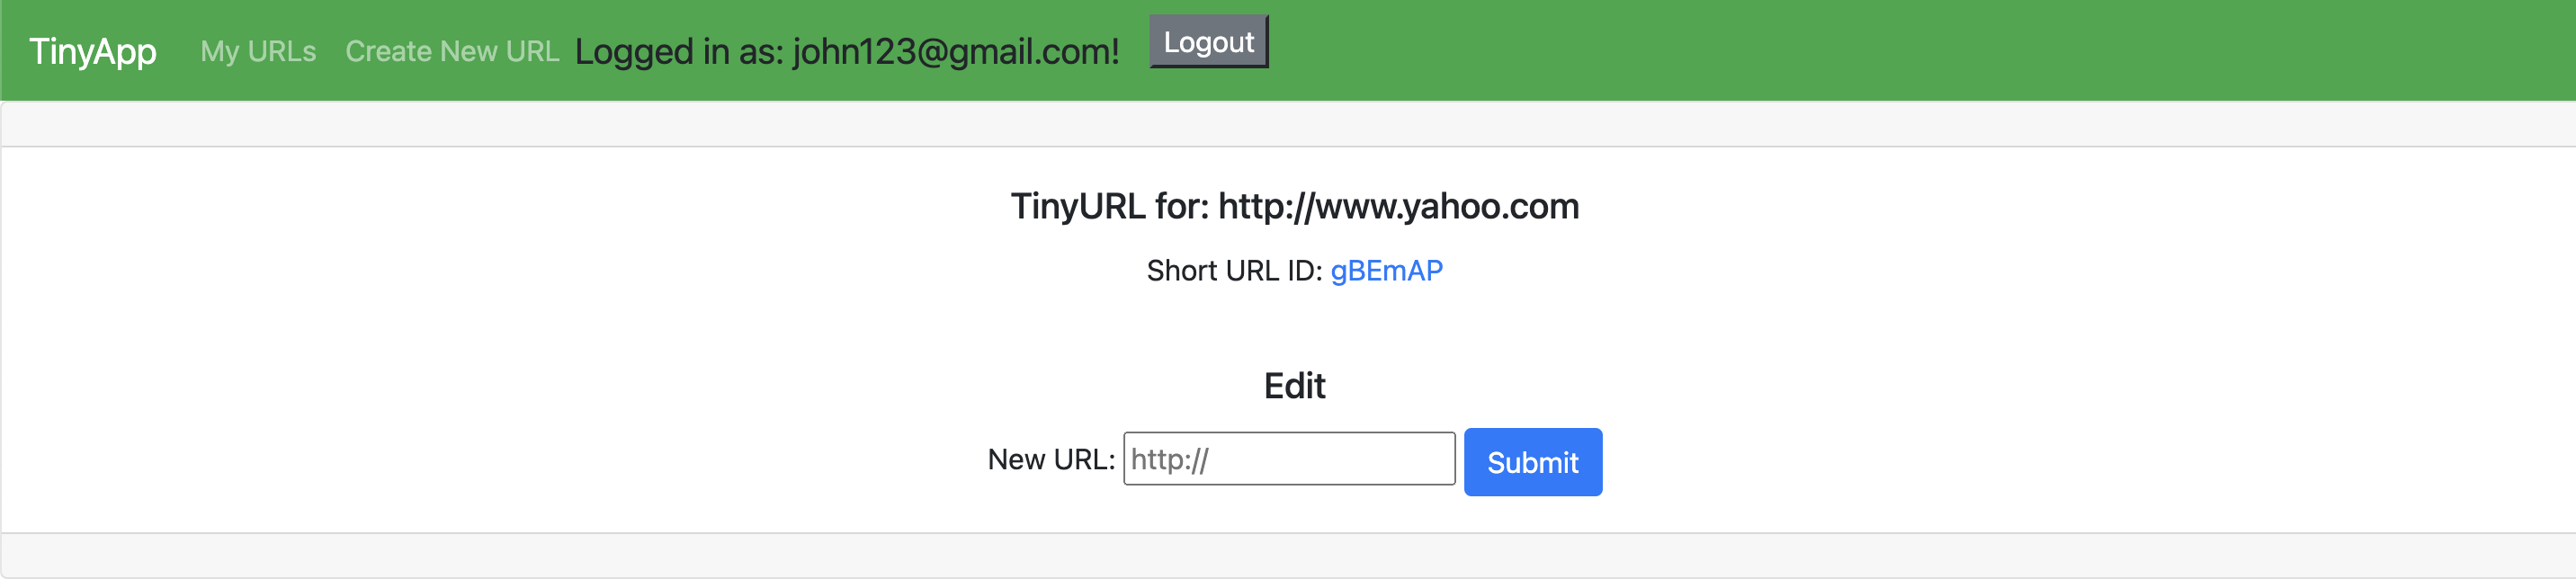 TinyApp My URLs Create New URL Logged in as: john123@gmail.com! Logout
TinyURL for: http://www.yahoo.com
Short URL ID: gBEmAP
Edit
New URL: http:// Submit